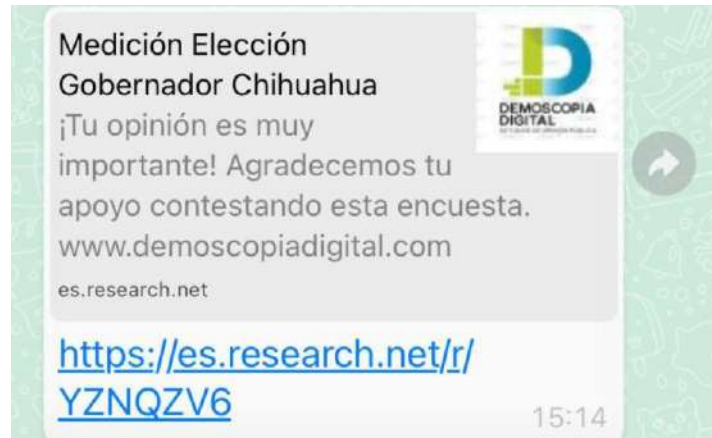 Medición Elección
Gobernador Chihuahua
¡Tu opinión es muy
importante! Agradecemos tu
apoyo contestando esta encuesta.
www.demoscopiadigital.com
es.research.net
DEMOSCOPIA
DIGITAL
https://es.research.net/r/
YZNQZV6
15:14